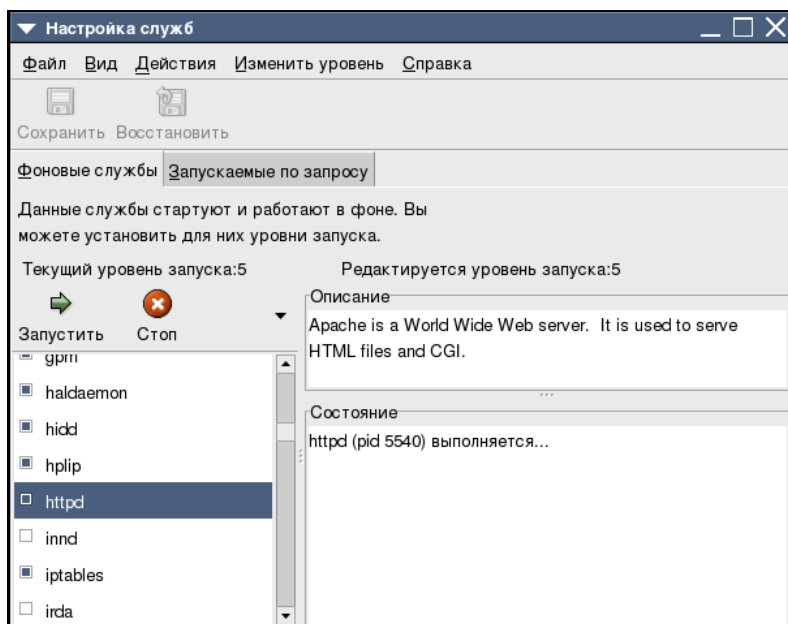 Настройка служб
Файл Вид Действия Изменить уровень Справка
Сохранить Восстановить
Фоновые службы Запускаемые по запросу
Данные службы стартуют и работают в фоне. Вы
можете установить для них уровни запуска.
Текущий уровень запуска:5 Редактируется уровень запуска:5
Запустить Стоп
gpm
haldaemon
hidd
hplip
httpd
innd
iptables
irda
Описание
Apache is a World Wide Web server. It is used to serve
HTML files and CGI.
Состояние
httpd (pid 5540) выполняется...